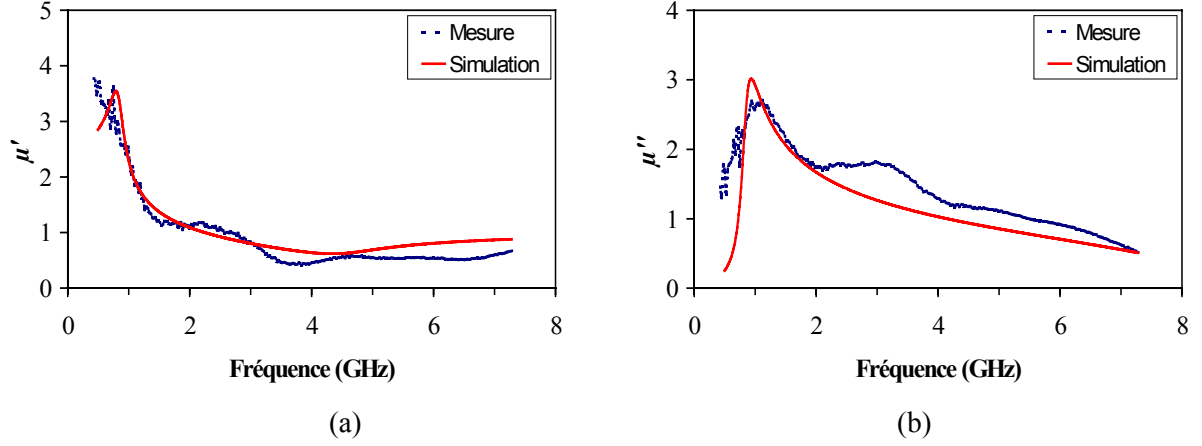 5
4
3
2
1
0
μ'
Mesure
Simulation
0 2 4 6 8
Fréquence (GHz)
(a)
4
3
2
1
0
μ''
Mesure
Simulation
0 2 4 6 8
Fréquence (GHz)
(b)